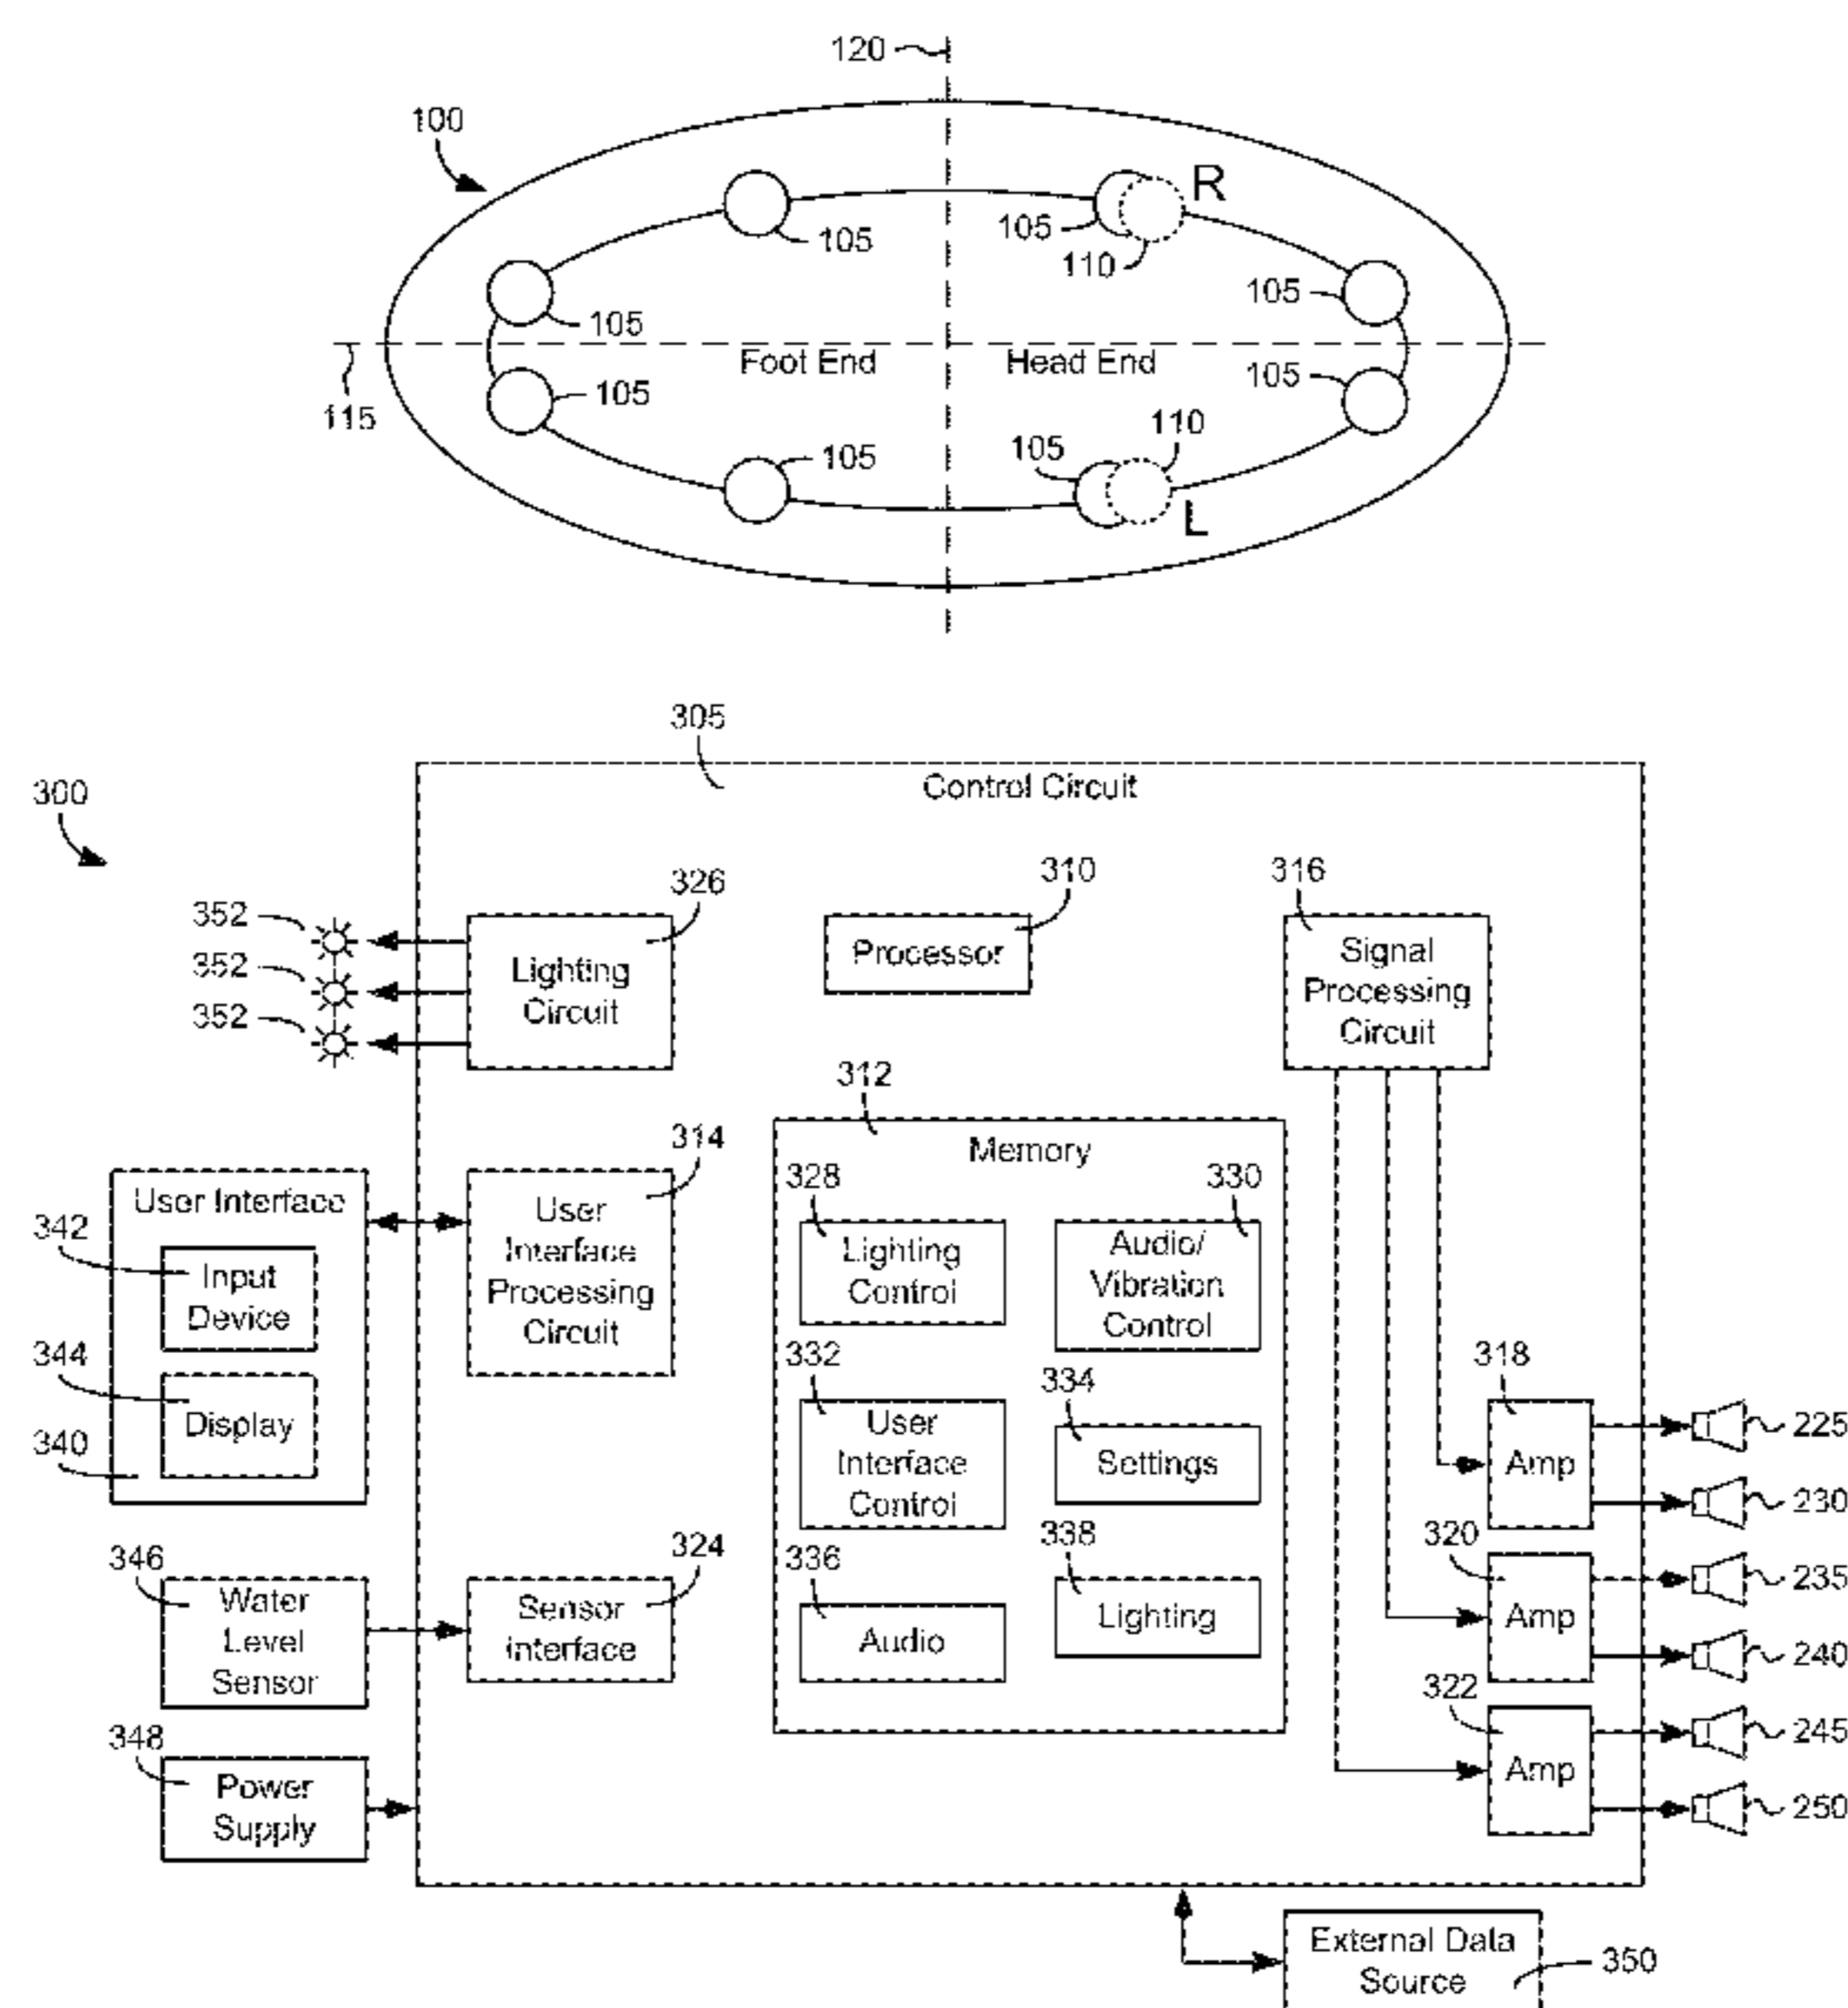 120
100
R
105
105
110
105
105
Foot End
Head End
105
105
115
110
105
105
L
305
Control Circuit
300
326
310
316
352
352
352
Lighting
Circuit
Processor
Signal
Processing
Circuit
312
Memory
314
User Interface
342
Input
Device
344
Display
340
User
Interface
Processing
Circuit
328
Lighting
Control
330
Audio/
Vibration
Control
332
User
Interface
Control
334
Settings
336
Audio
338
Lighting
318
Amp
225
230
320
Amp
235
240
322
Amp
245
250
346
Water
Level
Sensor
324
Sensor
interface
348
Power
Supply
External Data
Source
350